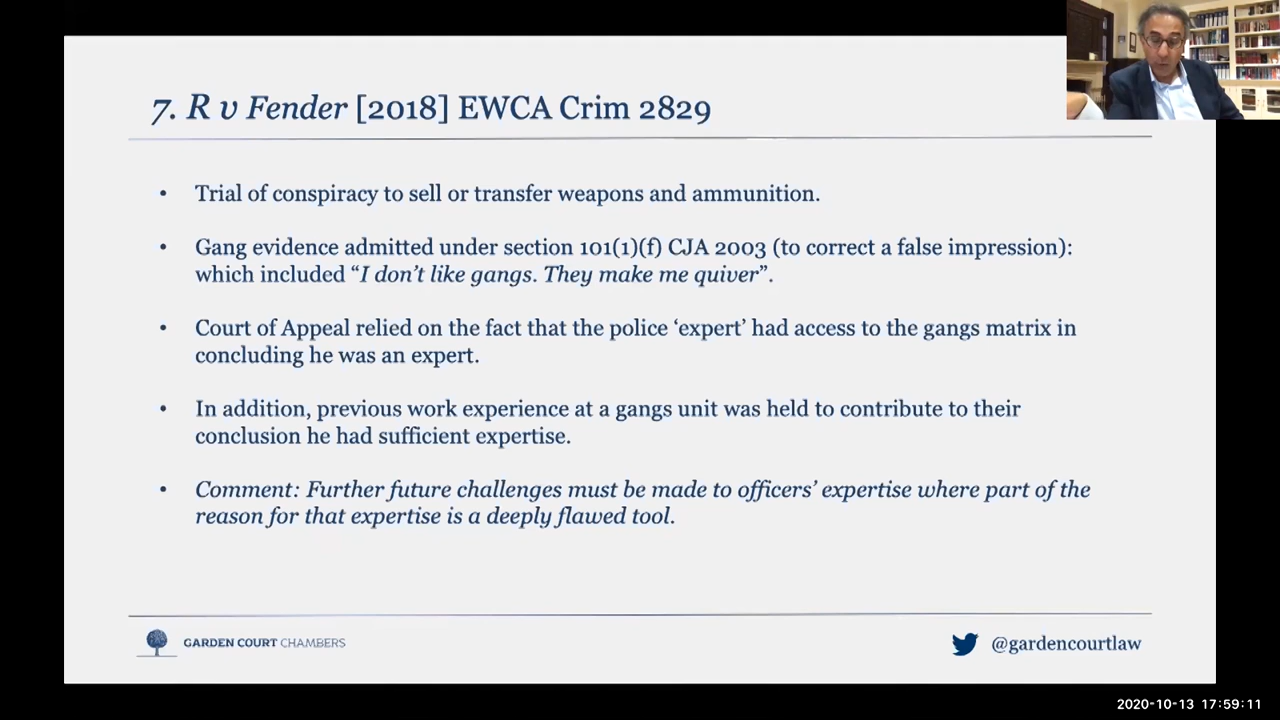 7. R v Fender [2018] EWCA Crim 2829
• Trial of conspiracy to sell or transfer weapons and ammunition.
• Gang evidence admitted under section 101(1)(f) CJA 2003 (to correct a false impression):
which included “I don’t like gangs. They make me quiver”.
• Court of Appeal relied on the fact that the police ‘expert’ had access to the gangs matrix in
concluding he was an expert.
• In addition, previous work experience at a gangs unit was held to contribute to their
conclusion he had sufficient expertise.
• Comment: Further future challenges must be made to officers’ expertise where part of the
reason for that expertise is a deeply flawed tool.
GARDEN COURT CHAMBERS
@gardencourtlaw
2020-10-13 17:59:11